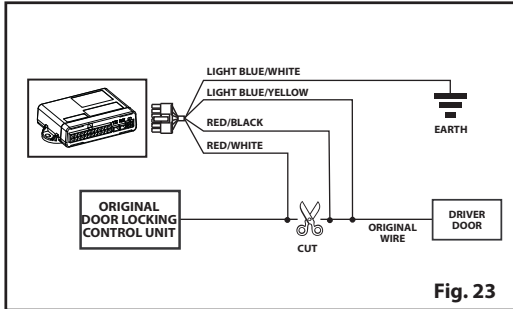 LIGHT BLUE/WHITE
LIGHT BLUE/YELLOW
RED/BLACK
RED/WHITE
EARTH
ORIGINAL
DOOR LOCKING
CONTROL UNIT
CUT
ORIGINAL
WIRE
DRIVER
DOOR
Fig. 23